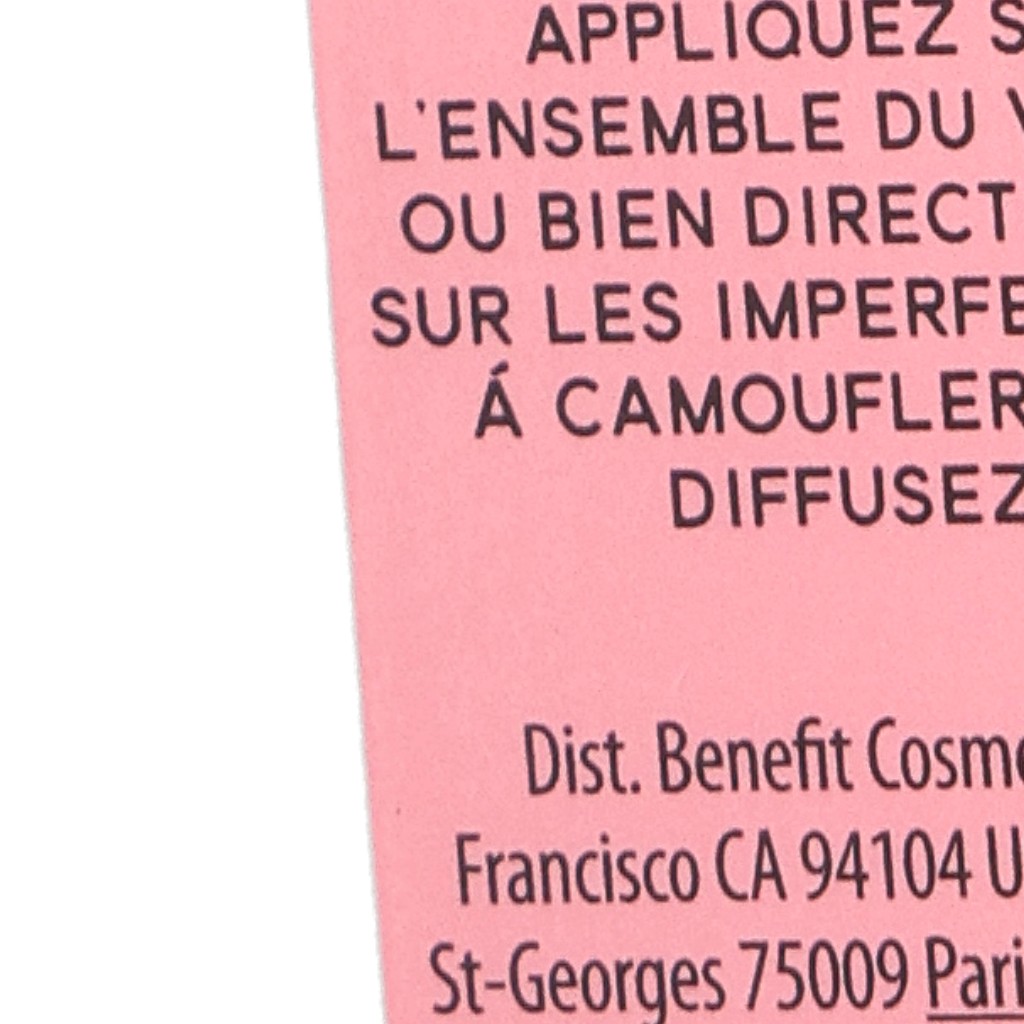 APPLIQUEZ S
L'ENSEMBLE DU V
OU BIEN DIRECT
SUR LES IMPERFE
Á CAMOUFLER
DIFFUSEZ
Dist. Benefit Cosme
Francisco CA 94104 U
St-Georges 75009 Pari